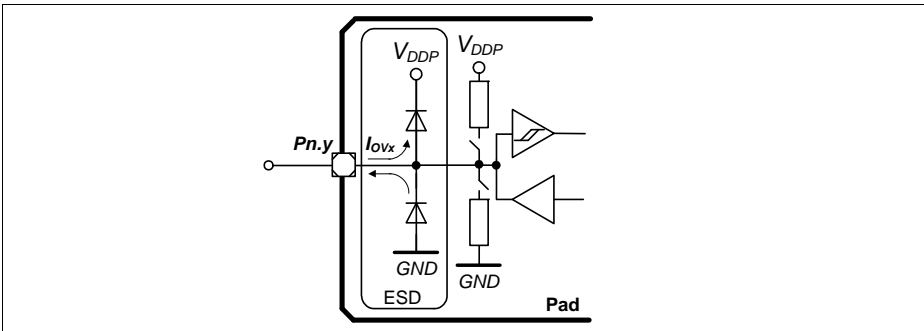 VDDP
VDDP
Pn.y
IOVx
GND
GND
ESD
Pad